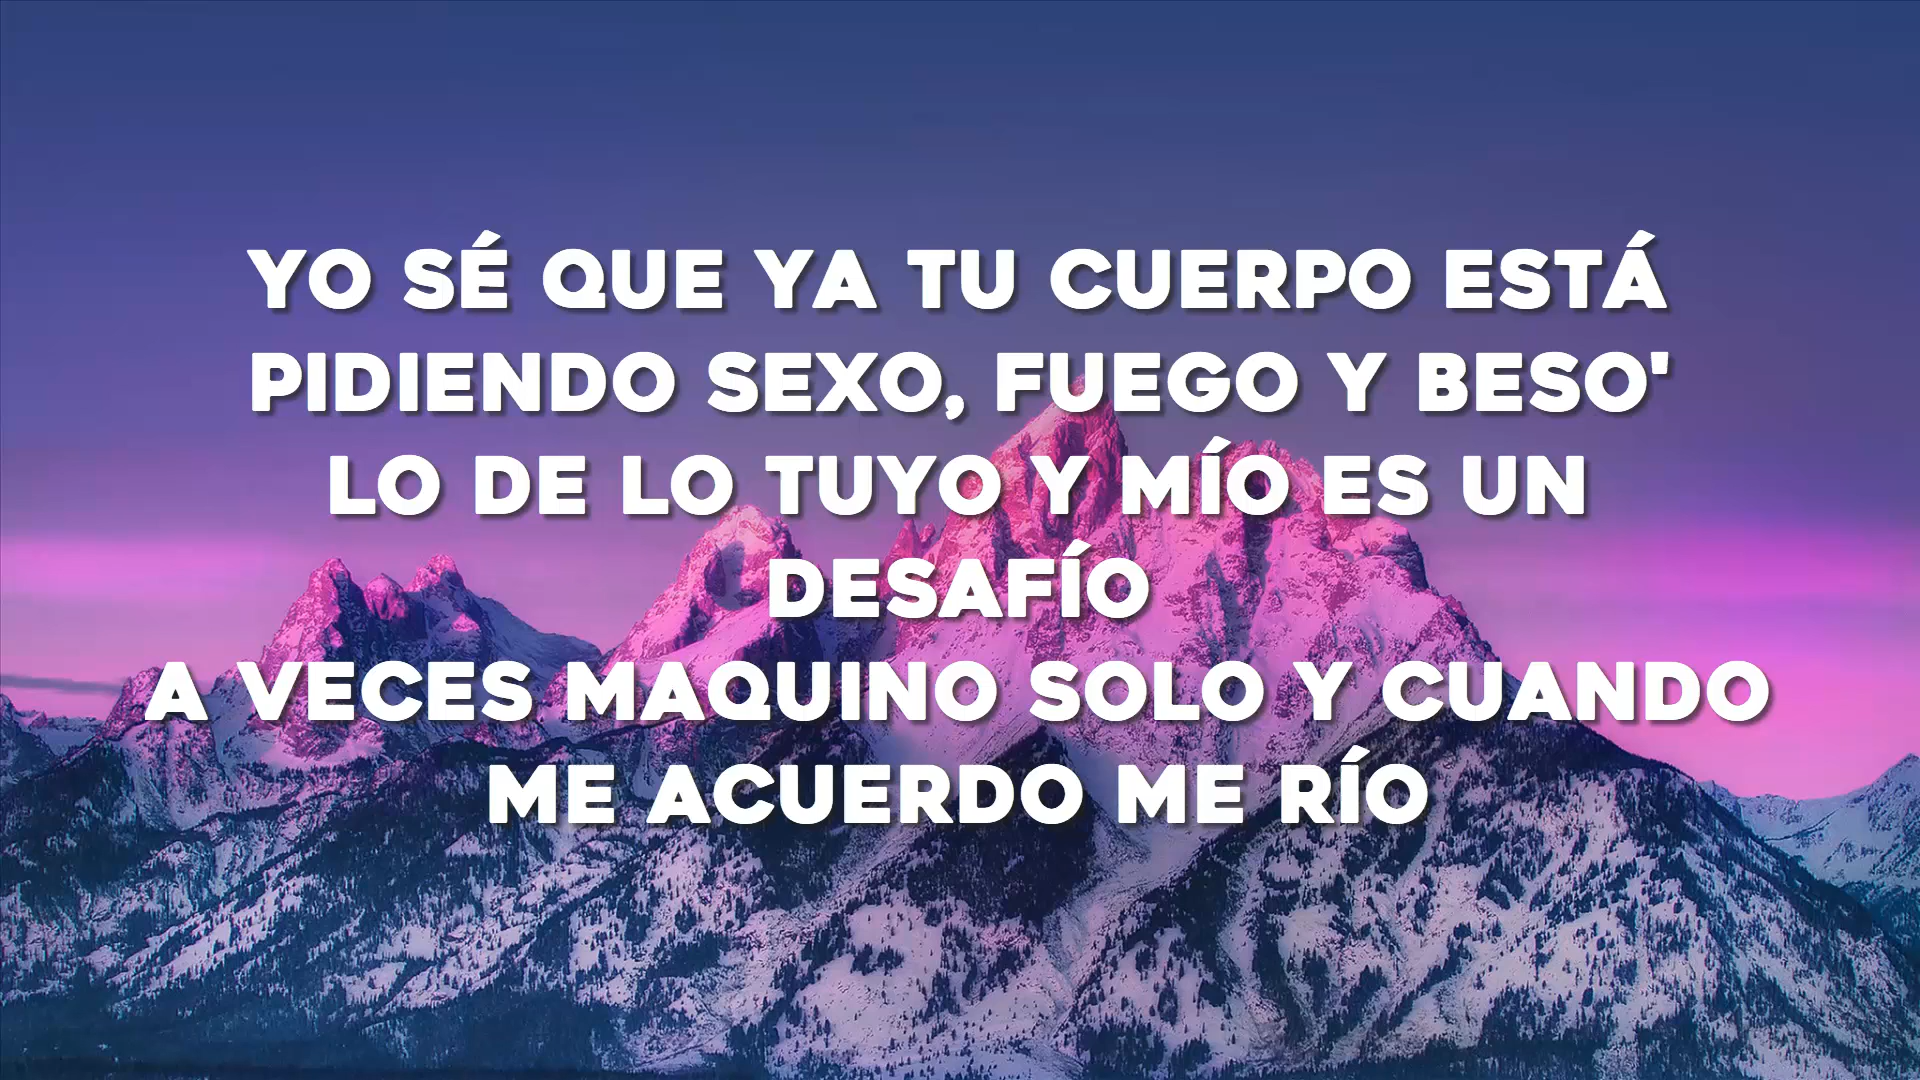 YO SÉ QUE YA TU CUERPO ESTÁ
PIDIENDO SEXO, FUEGO Y BESO'
LO DE LO TUYO Y MÍO ES UN
DESAFÍO
A VECES MAQUINO SOLO Y CUANDO
ME ACUERDO ME RÍO